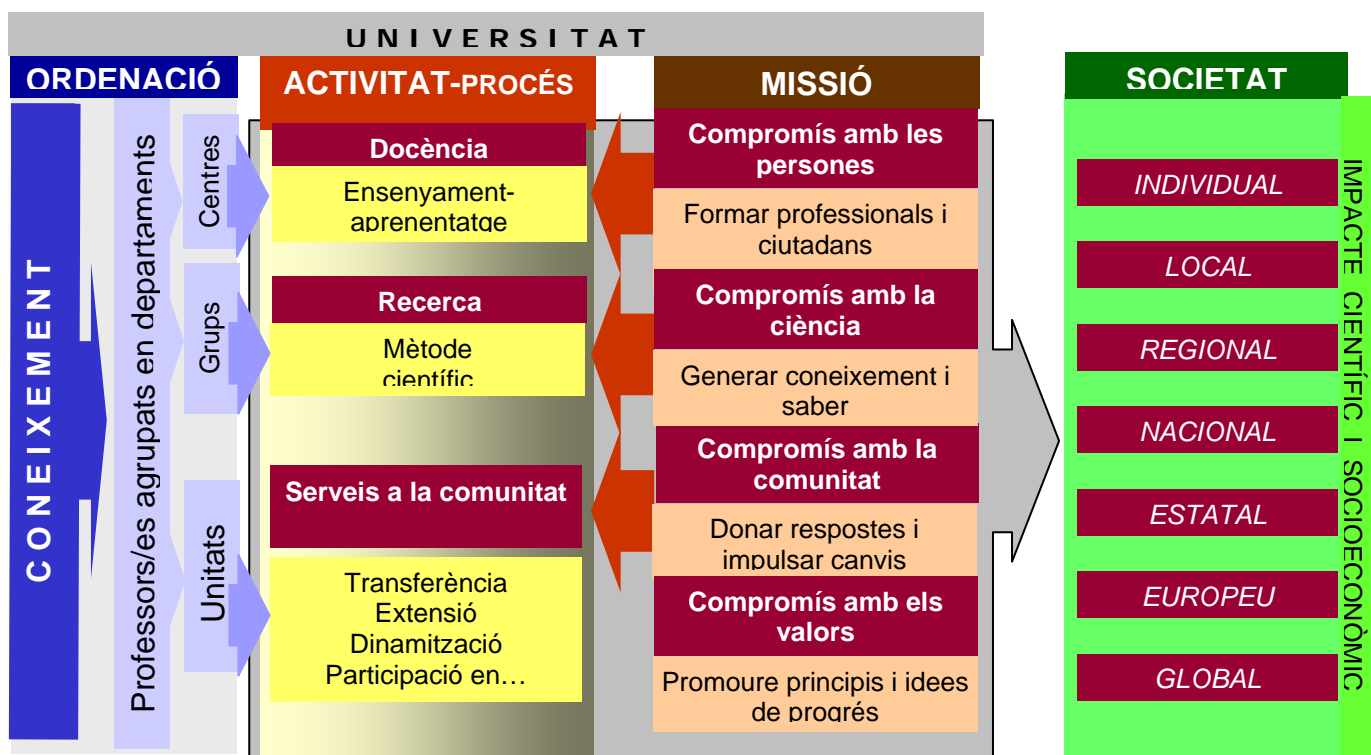 UNIVERSITAT
ORDENACIÓ
CONEIXEMENT
Professors/es agrupats en departaments
Centres
Grups
Unitats
ACTIVITAT-PROCÉS
Docència
Ensenyament-
aprenentatge
Recerca
Mètode
científic
Serveis a la comunitat
Transferència
Extensió
Dinamització
Participació en…
MISSIÓ
Compromís amb les
persones
Formar professionals i
ciutadans
Compromís amb la
ciència
Generar coneixement i
saber
Compromís amb la
comunitat
Donar respostes i
impulsar canvis
Compromís amb els
valors
Promoure principis i idees
de progrés
SOCIETAT
INDIVIDUAL
LOCAL
REGIONAL
NACIONAL
ESTATAL
EUROPEU
GLOBAL
IMPACTE CIENTÍFIC I SOCIOECONÒMIC